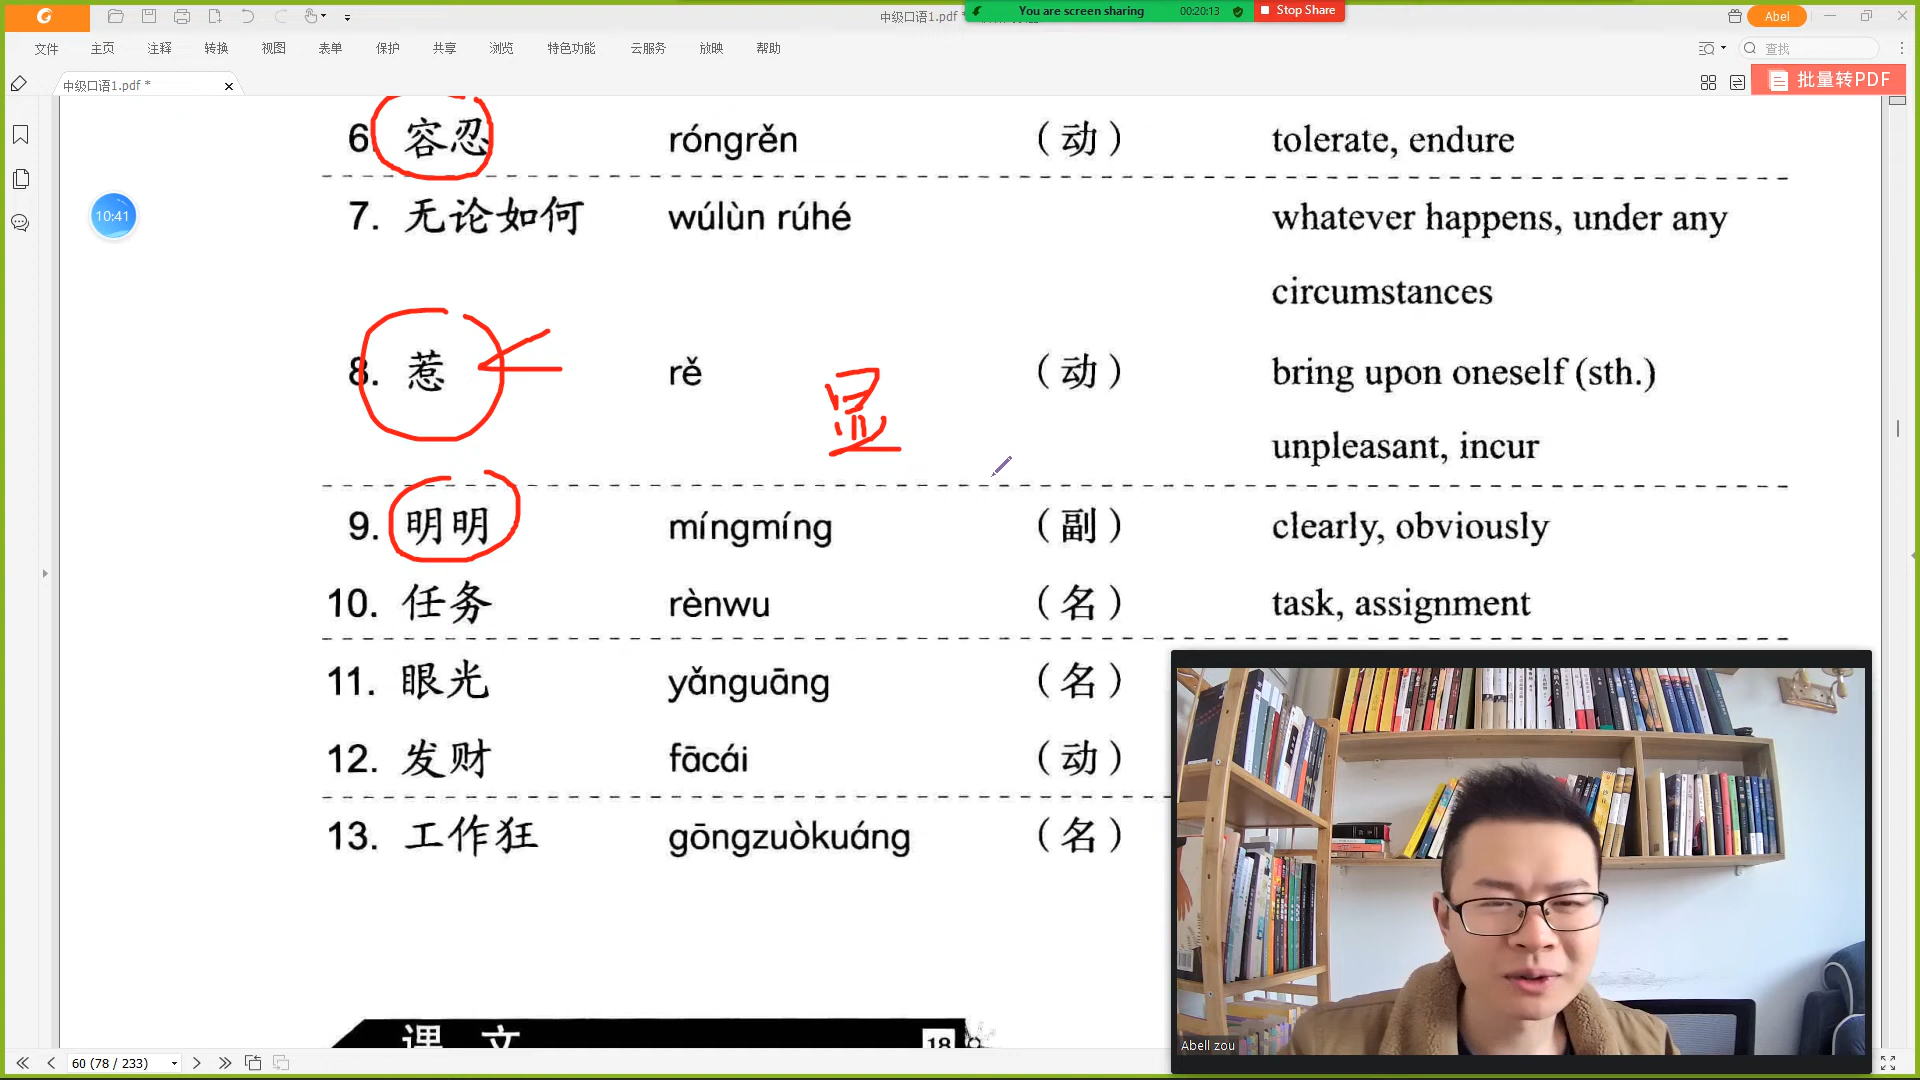 中级口语1.pdf *
You are screen sharing
00:20:13
Stop Share
Abel
文件 主页 注释 转换 视图 表单 保护 共享 浏览 特色功能 云服务 放映 帮助
查找
中级口语1.pdf *
批量转PDF
10:41
6. 容忍 róngrěn （动） tolerate, endure
7. 无论如何 wúlùn rúhé whatever happens, under any
circumstances
8. 惹 rě （动） bring upon oneself (sth.)
显
unpleasant, incur
9. 明明 míngmíng （副） clearly, obviously
10. 任务 rènwu （名） task, assignment
11. 眼光 yǎnguāng （名）
12. 发财 fācái （动）
13. 工作狂 gōngzuòkuáng （名）
课文 18
Abell zou
60 (78 / 233)